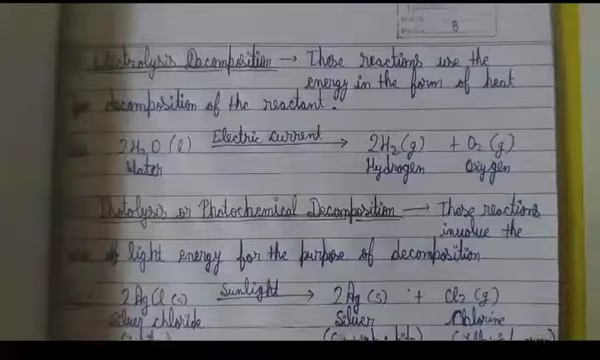 8
Electrolysis Decomposition → These reactions use the
energy in the form of heat
decomposition of the reactant.
2H₂O (l) Electric current → 2H₂(g) + O₂ (g)
Water Hydrogen Oxygen
Photolysis or Photochemical Decomposition → These reactions
involve the
of light energy for the purpose of decomposition
2AgCl(s) Sunlight → 2Ag(s) + Cl₂(g)
Silver chloride Silver Chlorine